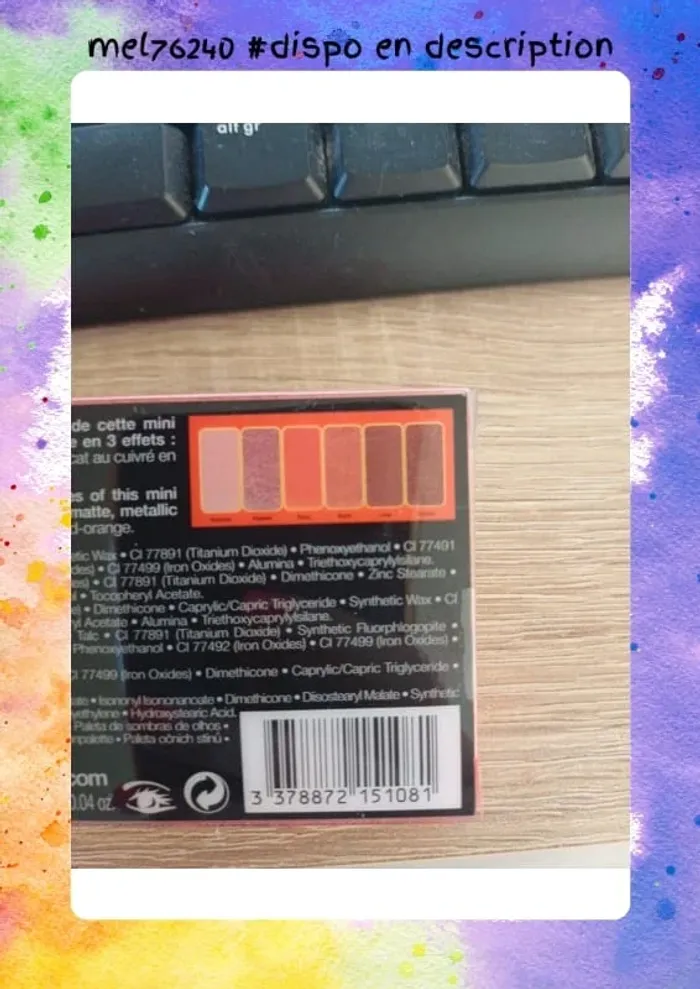 mel76240 #dispo en description
alt gr
de cette mini
e en 3 effets :
cat au cuivré en
es of this mini
matte, metallic
d-orange.
etic Wax • CI 77891 (Titanium Dioxide) • Phenoxyethanol • CI 77491
des) • CI 77499 (Iron Oxides) • Alumina • Triethoxycaprylylsilane.
es) • CI 77891 (Titanium Dioxide) • Dimethicone • Zinc Stearate •
l • Tocopheryl Acetate.
e) • Dimethicone • Caprylic/Capric Triglyceride • Synthetic Wax • CI
yl Acetate • Alumina • Triethoxycaprylylsilane.
Talc • CI 77891 (Titanium Dioxide) • Synthetic Fluorphlogopite •
Phenoxyethanol • CI 77492 (Iron Oxides) • CI 77499 (Iron Oxides) •
CI 77499 (Iron Oxides) • Dimethicone • Caprylic/Capric Triglyceride •
ate • Isononyl Isononanoate • Dimethicone • Diisostearyl Malate • Synthetic
yethylene • Hydroxystearic Acid.
Paleta de sombras de olhos •
npalette • Paleta očních stínů •
com
0.04 oz.
3 378872 151081